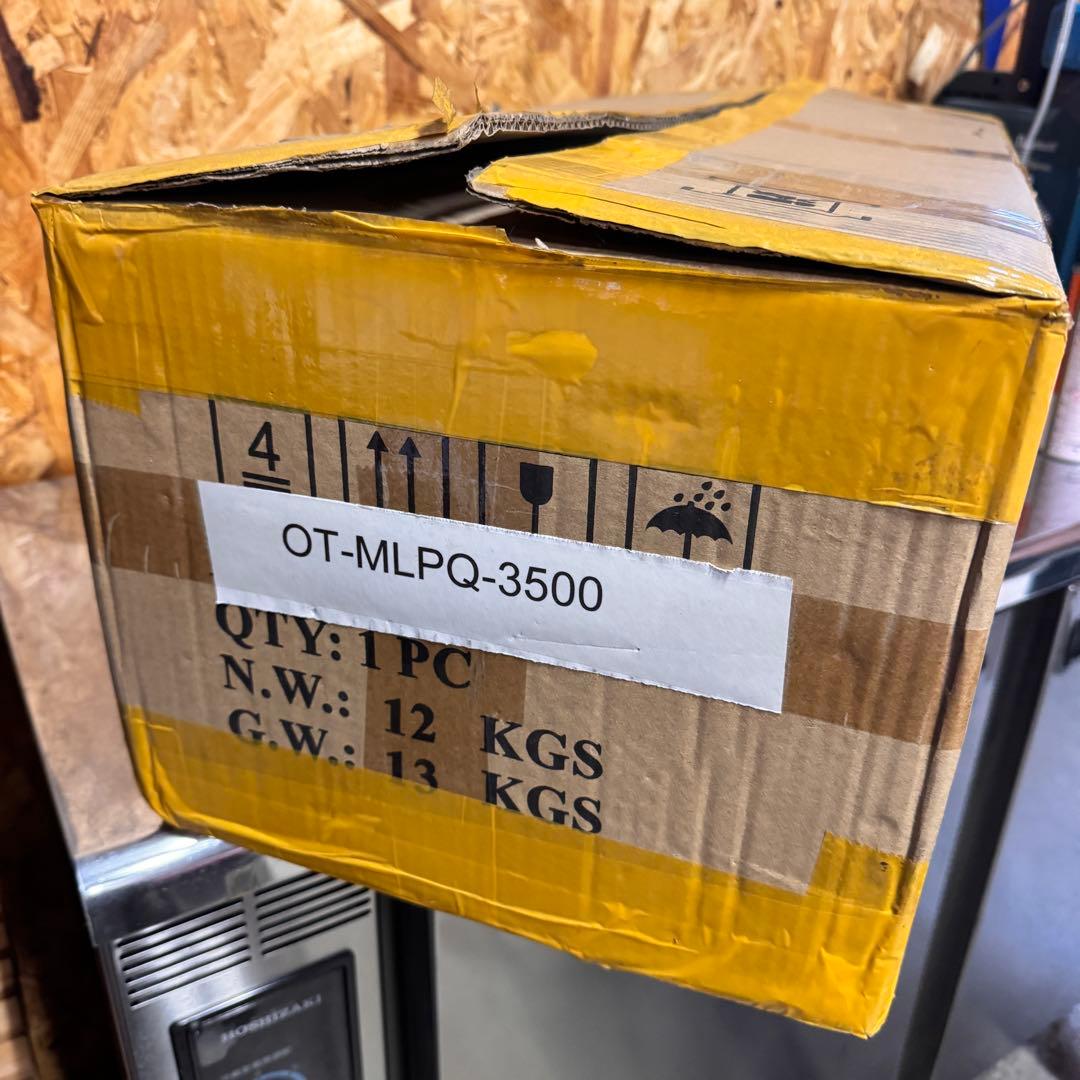 4
OT-MLPQ-3500
QTY: 1 PC
N.W.: 12 KGS
G.W.: 13 KGS
HOSHIZAKI